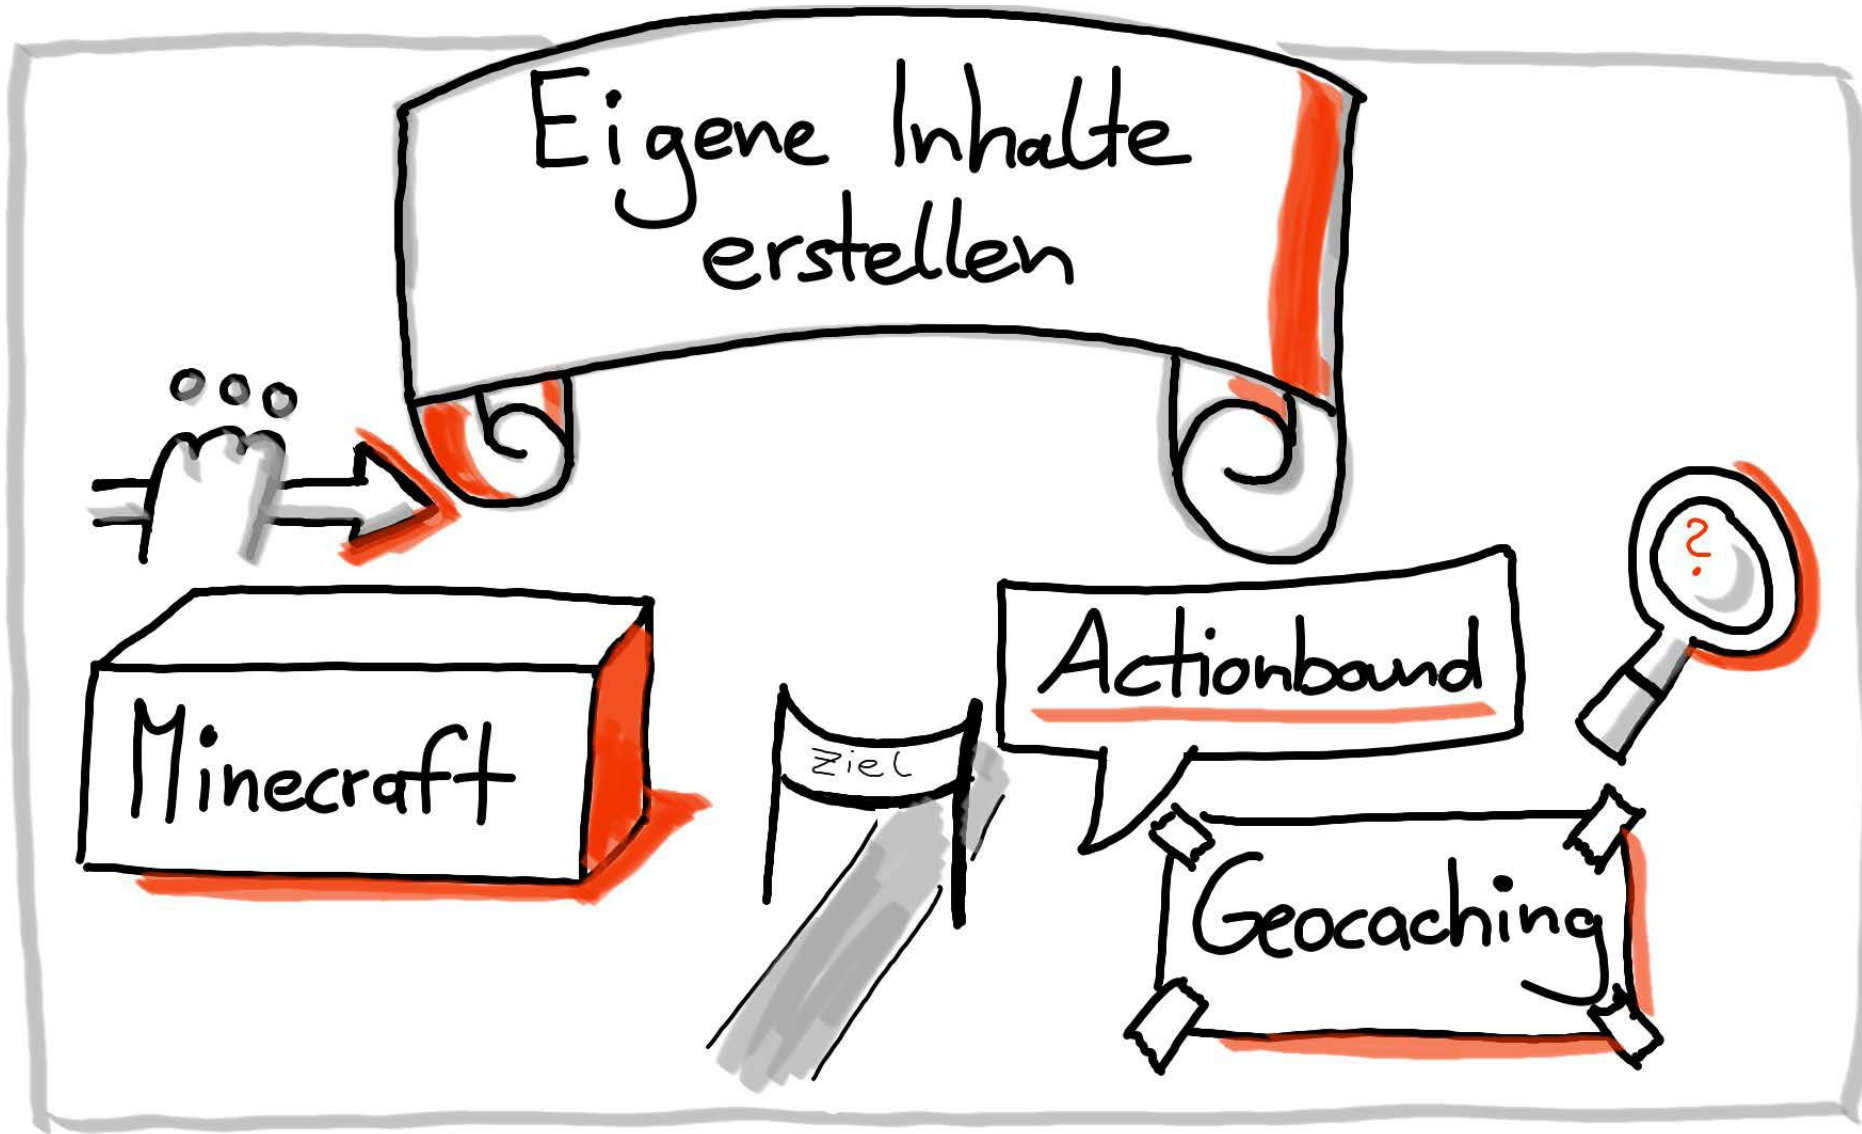 Eigene Inhalte
erstellen
?
Actionbound
Minecraft
Ziel
Geocaching